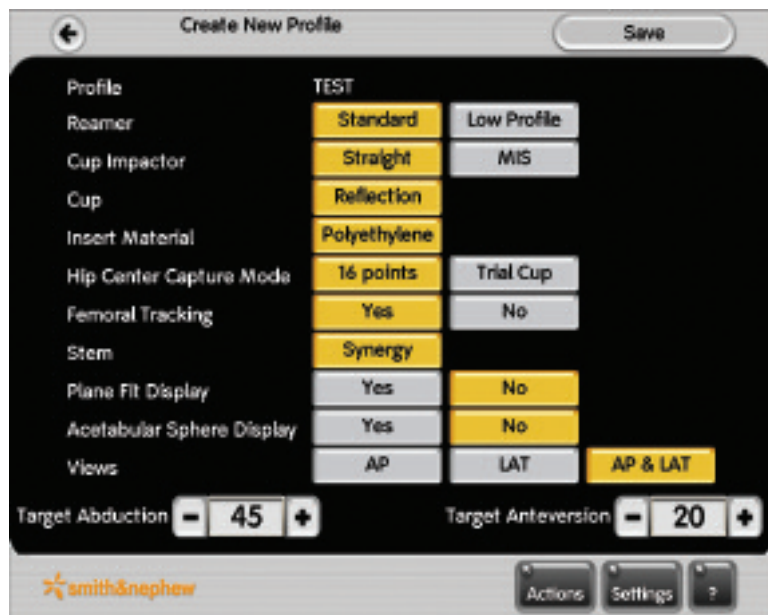 Create New Profile Save
Profile TEST
Reamer Standard Low Profile
Cup Impactor Straight MIS
Cup Reflection
Insert Material Polyethylene
Hip Center Capture Mode 16 points Trial Cup
Femoral Tracking Yes No
Stem Synergy
Plane Fit Display Yes No
Acetabular Sphere Display Yes No
Views AP LAT AP & LAT
Target Abduction - 45 + Target Anteversion - 20 +
smith&nephew Actions Settings ?